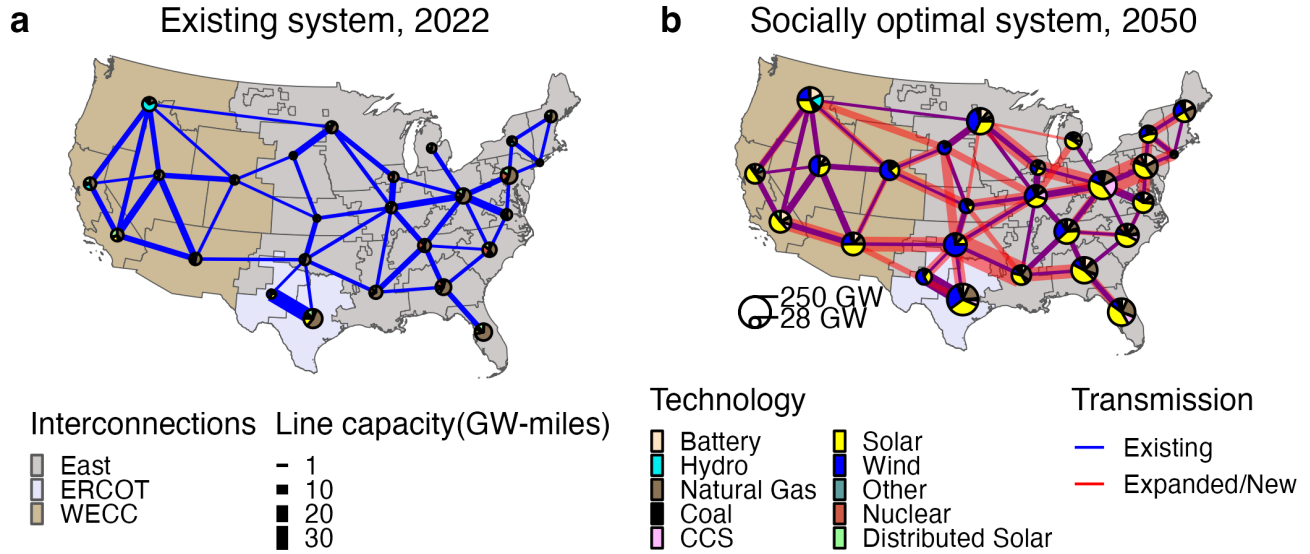 a Existing system, 2022
b Socially optimal system, 2050
250 GW
28 GW
Interconnections
East
ERCOT
WECC
Line capacity(GW-miles)
1
10
20
30
Technology
Battery
Hydro
Natural Gas
Coal
CCS
Solar
Wind
Other
Nuclear
Distributed Solar
Transmission
Existing
Expanded/New